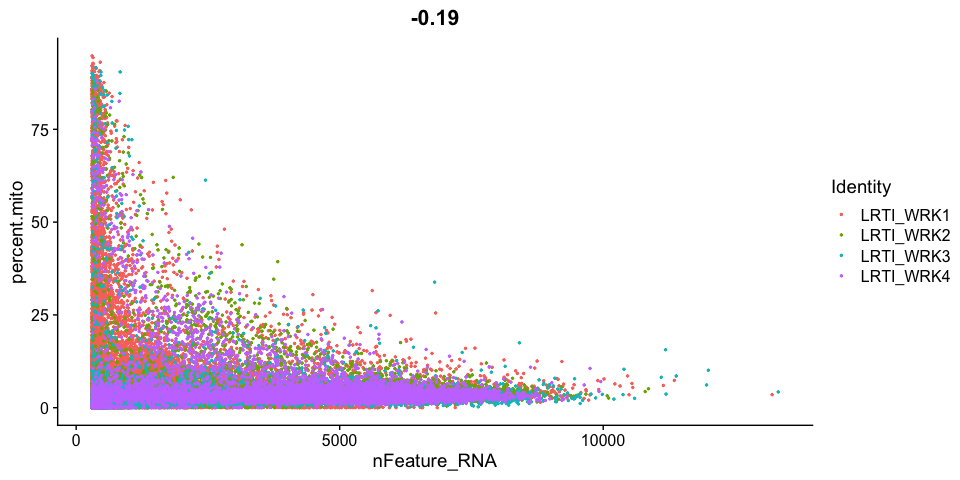 -0.19
percent.mito
75
50
25
0
0
5000
10000
nFeature_RNA
Identity
LRTI_WRK1
LRTI_WRK2
LRTI_WRK3
LRTI_WRK4